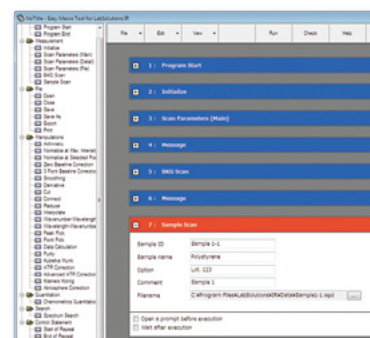 NoTitle - Easy Macro Tool for LabSolutions IR
Program Start
Program End
Measurement
Initialize
Scan Parameters (Main)
Scan Parameters (Detail)
Scan Parameters (File)
BKG Scan
Sample Scan
File
Open
Close
Save
Save As
Export
Print
Manipulations
Arithmetic
Normalize at Max. Intensit
Normalize at Selected Poi
Zero Baseline Correction
3 Point Baseline Correctio
Smoothing
Derivative
Cut
Connect
Reduce
Interpolate
Wavenumber-Wavelength
Wavelength-Wavenumber
Peak Pick
Point Pick
Data Calculation
Purity
Kubelka Munk
ATR Correction
Advanced ATR Correction
Kramers Kronig
Atmosphere Correction
Quantitation
Chemometrics Quantitation
Search
Spectrum Search
Control Statement
Start of Repeat
End of Repeat
File Edit View Run Check Help
1 : Program Start
2 : Initialize
3 : Scan Parameters (Main)
4 : Message
5 : BKG Scan
6 : Message
7 : Sample Scan
Sample ID Sample 1-1
Sample name Polystyrene
Option Lot. 123
Comment Sample 1
Filename C:\Program Files\LabSolutions\IR\Data\Sample1-1.ispd ...
Open a prompt before execution
Wait after execution